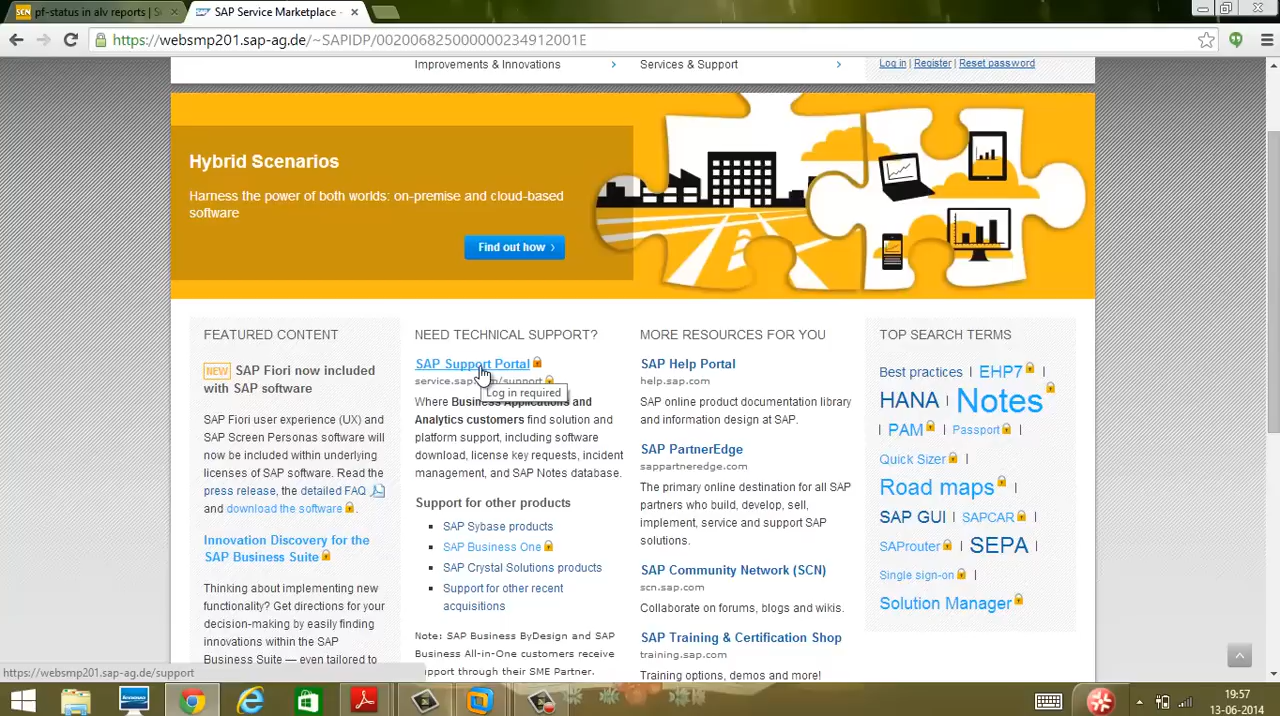 pf-status in alv reports | S
SAP Service Marketplace -
https://websmp201.sap-ag.de/~SAPIDP/002006825000000234912001E
Improvements & Innovations
Services & Support
Log in | Register | Reset password
Hybrid Scenarios
Harness the power of both worlds: on-premise and cloud-based
software
Find out how
FEATURED CONTENT
NEW SAP Fiori now included
with SAP software
SAP Fiori user experience (UX) and
SAP Screen Personas software will
now be included within underlying
licenses of SAP software. Read the
press release, the detailed FAQ
and download the software.
Innovation Discovery for the
SAP Business Suite
Thinking about implementing new
functionality? Get directions for your
decision-making by easily finding
innovations within the SAP
Business Suite — even tailored to
NEED TECHNICAL SUPPORT?
SAP Support Portal
service.sap.com/support
Log in required
Where Business Applications and
Analytics customers find solution and
platform support, including software
download, license key requests, incident
management, and SAP Notes database.
Support for other products
SAP Sybase products
SAP Business One
SAP Crystal Solutions products
Support for other recent
acquisitions
Note: SAP Business ByDesign and SAP
Business All-in-One customers receive
support through their SME Partner.
MORE RESOURCES FOR YOU
SAP Help Portal
help.sap.com
SAP online product documentation library
and information design at SAP.
SAP PartnerEdge
sappartneredge.com
The primary online destination for all SAP
partners who build, develop, sell,
implement, service and support SAP
solutions.
SAP Community Network (SCN)
scn.sap.com
Collaborate on forums, blogs and wikis.
SAP Training & Certification Shop
training.sap.com
Training options, demos and more!
TOP SEARCH TERMS
Best practices | EHP7 |
HANA | Notes
| PAM | Passport |
Quick Sizer |
Road maps |
SAP GUI | SAPCAR |
SAProuter | SEPA |
Single sign-on |
Solution Manager
https://websmp201.sap-ag.de/support
19:57
13-06-2014